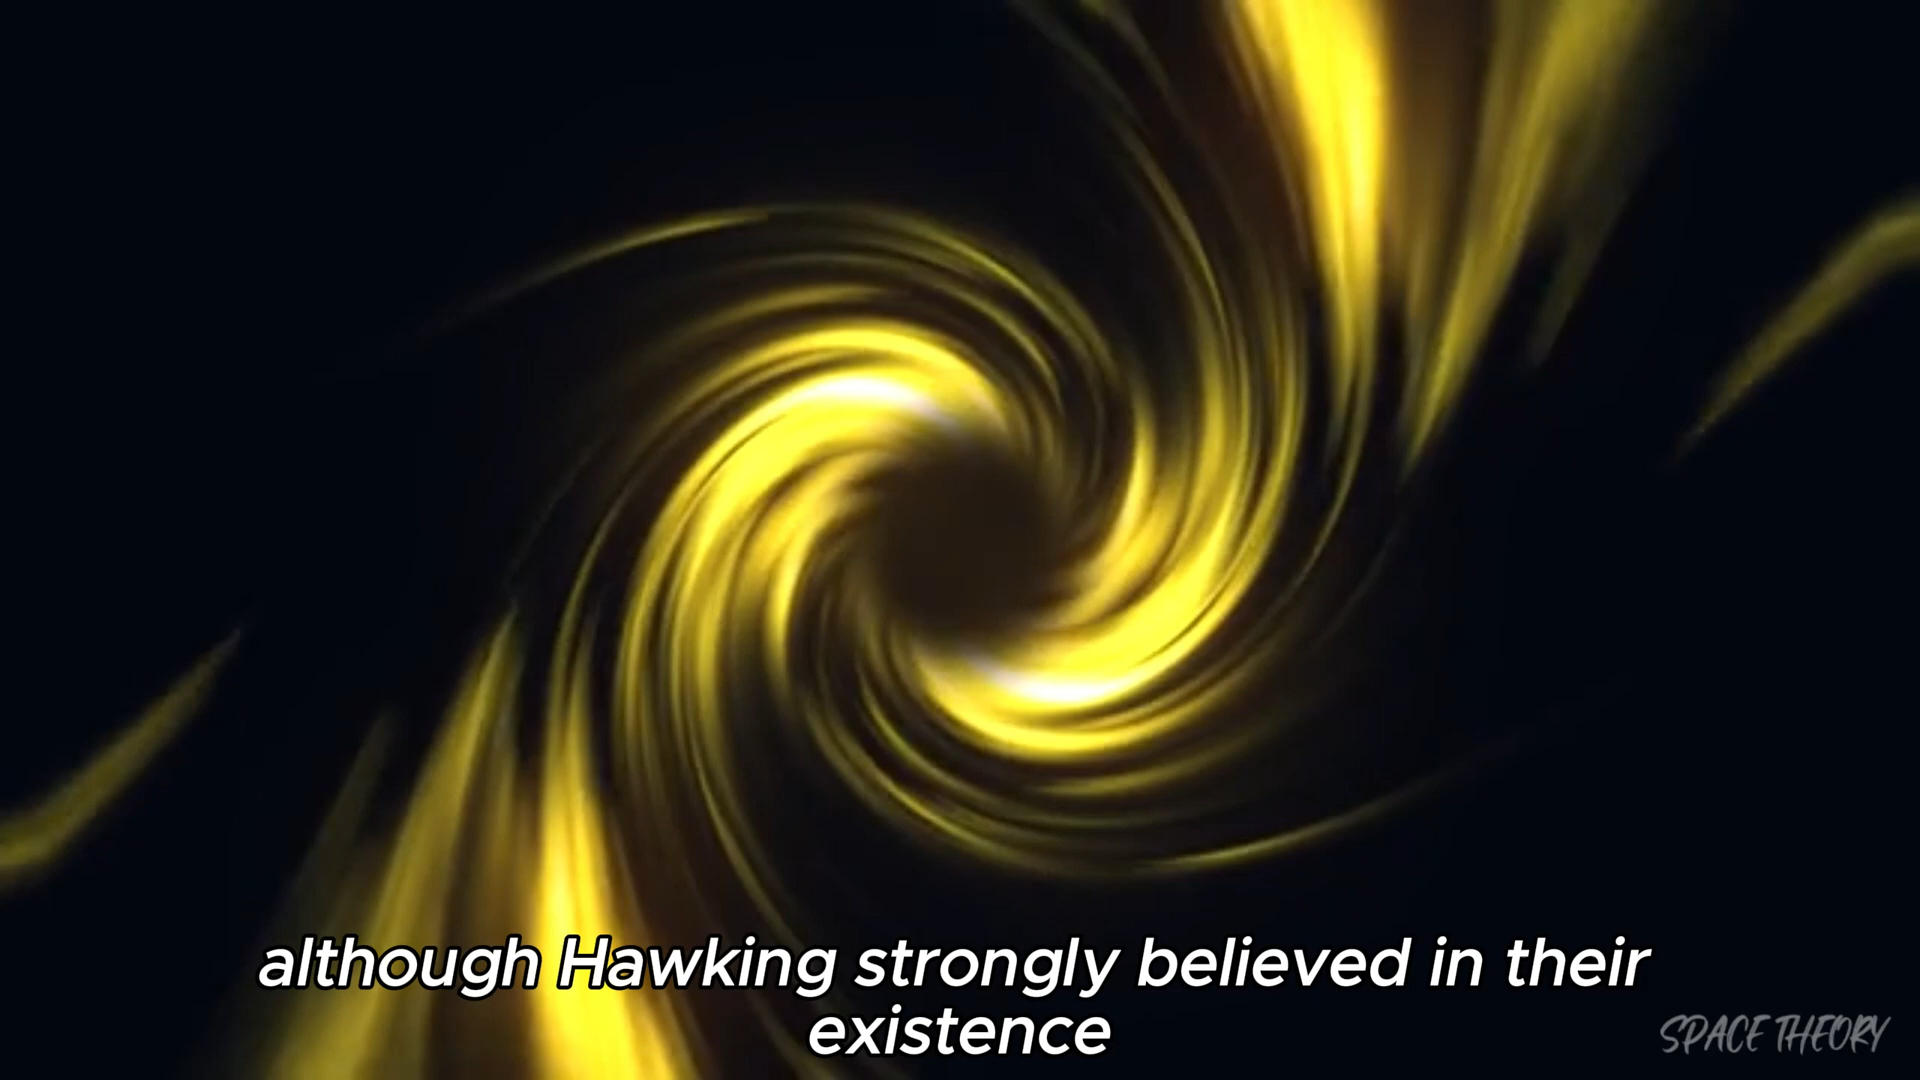 although Hawking strongly believed in their
existence
SPACE THEORY